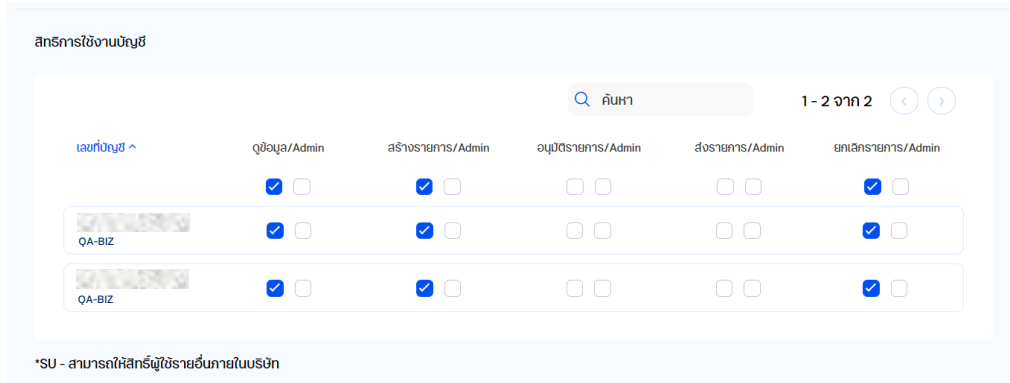 สิทธิการใช้งานบัญชี
ค้นหา
1 - 2 จาก 2
เลขที่บัญชี ดูข้อมูล/Admin สร้างรายการ/Admin อนุมัติรายการ/Admin ส่งรายการ/Admin ยกเลิกรายการ/Admin
QA-BIZ
QA-BIZ
*SU - สามารถให้สิทธิ์ผู้ใช้รายอื่นภายในบริษัท